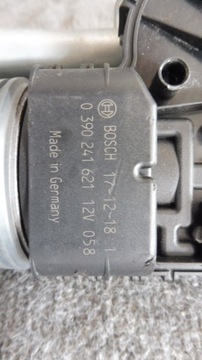 BOSCH 17-12-18 1
0 390 241 621 12V 058
Made in Germany